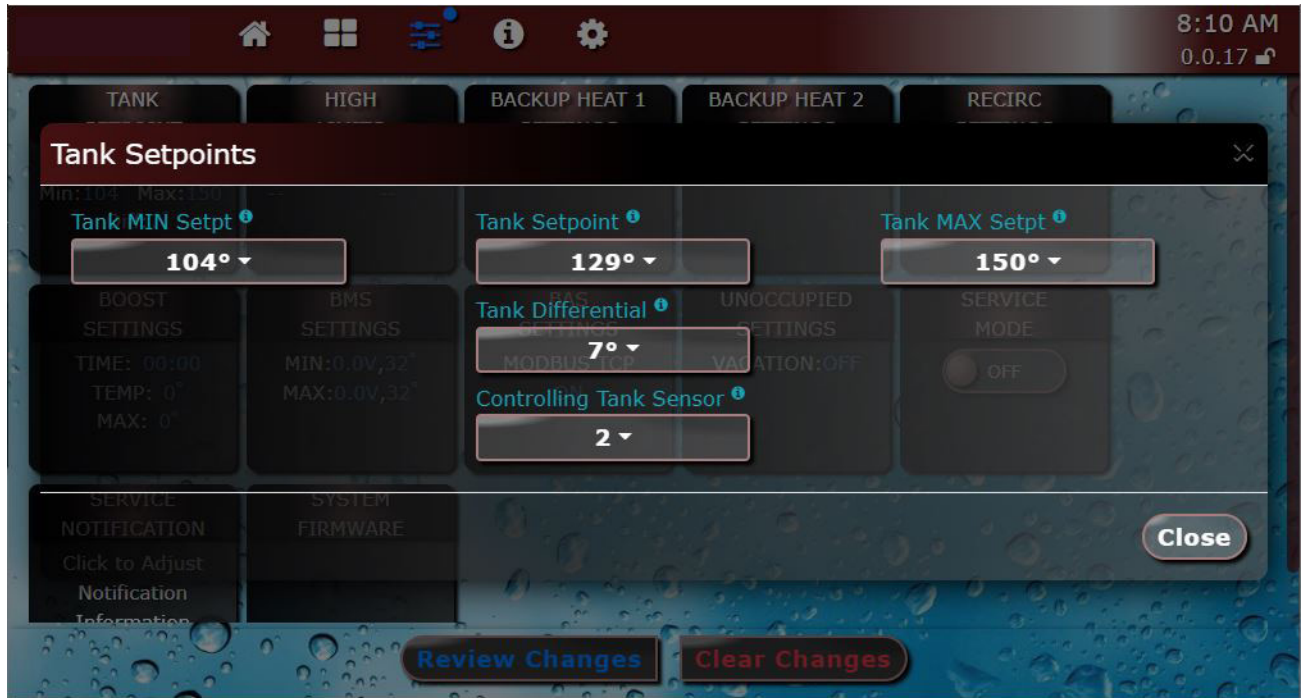 8:10 AM
0.0.17
TANK
HIGH
BACKUP HEAT 1
BACKUP HEAT 2
RECIRC
Tank Setpoints
Min:104 Max:150
-- --
Tank MIN Setpt
Tank Setpoint
Tank MAX Setpt
104°
129°
150°
Tank Differential
7°
Controlling Tank Sensor
2
BOOST
SETTINGS
TIME: 00:00
TEMP: 0°
MAX: 0°
BMS
SETTINGS
MIN:0.0V,32°
MAX:0.0V,32°
BAS
SETTINGS
MODBUS TCP
UNOCCUPIED
SETTINGS
VACATION:OFF
SERVICE
MODE
OFF
SERVICE
NOTIFICATION
Click to Adjust
Notification
Information
SYSTEM
FIRMWARE
Close
Review Changes
Clear Changes